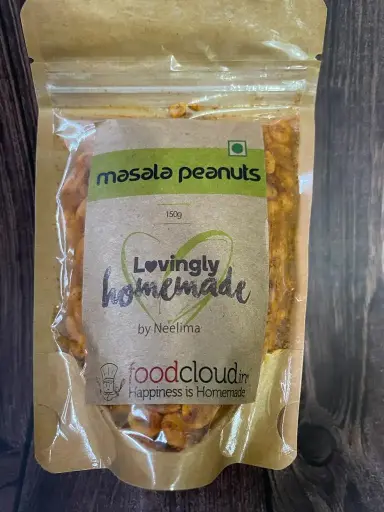 masala peanuts
150g
Lovingly
homemade
by Neelima
foodcloud.in
Happiness is Homemade